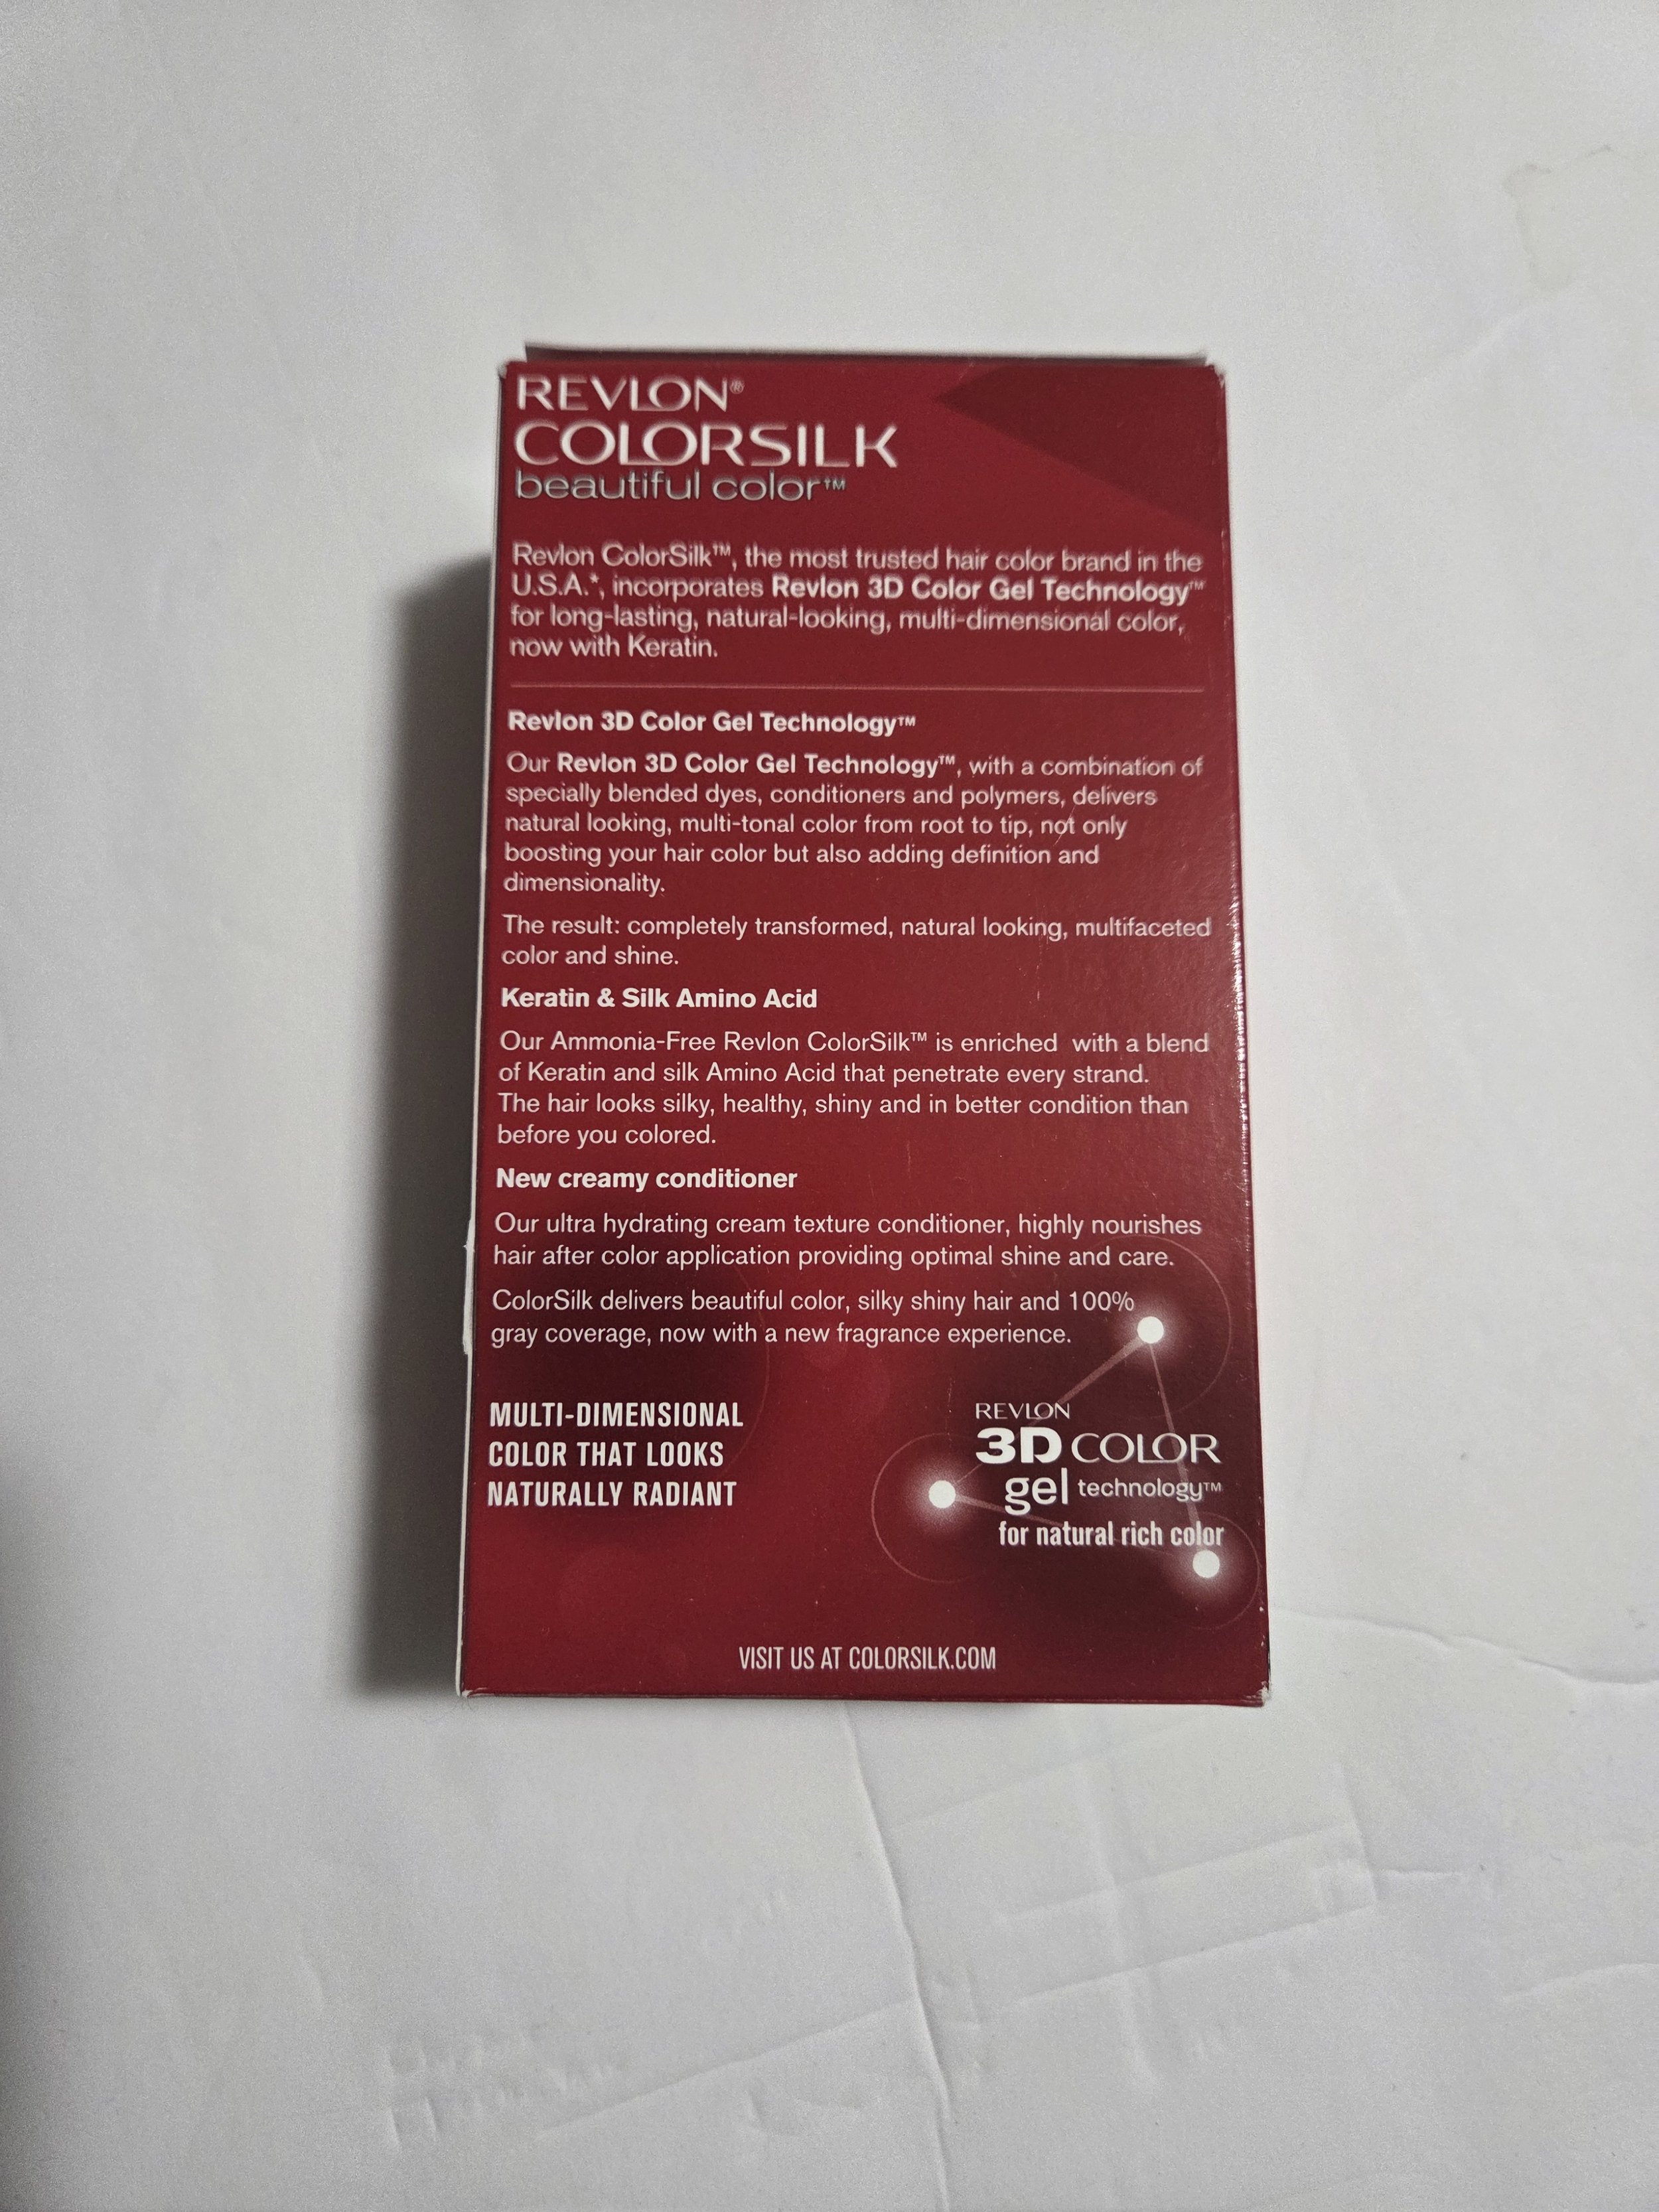 REVLON®
COLORSILK
beautiful color™
Revlon ColorSilk™, the most trusted hair color brand in the
U.S.A.*, incorporates Revlon 3D Color Gel Technology™
for long-lasting, natural-looking, multi-dimensional color,
now with Keratin.
Revlon 3D Color Gel Technology™
Our Revlon 3D Color Gel Technology™, with a combination of
specially blended dyes, conditioners and polymers, delivers
natural looking, multi-tonal color from root to tip, not only
boosting your hair color but also adding definition and
dimensionality.
The result: completely transformed, natural looking, multifaceted
color and shine.
Keratin & Silk Amino Acid
Our Ammonia-Free Revlon ColorSilk™ is enriched with a blend
of Keratin and silk Amino Acid that penetrate every strand.
The hair looks silky, healthy, shiny and in better condition than
before you colored.
New creamy conditioner
Our ultra hydrating cream texture conditioner, highly nourishes
hair after color application providing optimal shine and care.
ColorSilk delivers beautiful color, silky shiny hair and 100%
gray coverage, now with a new fragrance experience.
MULTI-DIMENSIONAL
COLOR THAT LOOKS
NATURALLY RADIANT
REVLON
3D COLOR
gel technology™
for natural rich color
VISIT US AT COLORSILK.COM